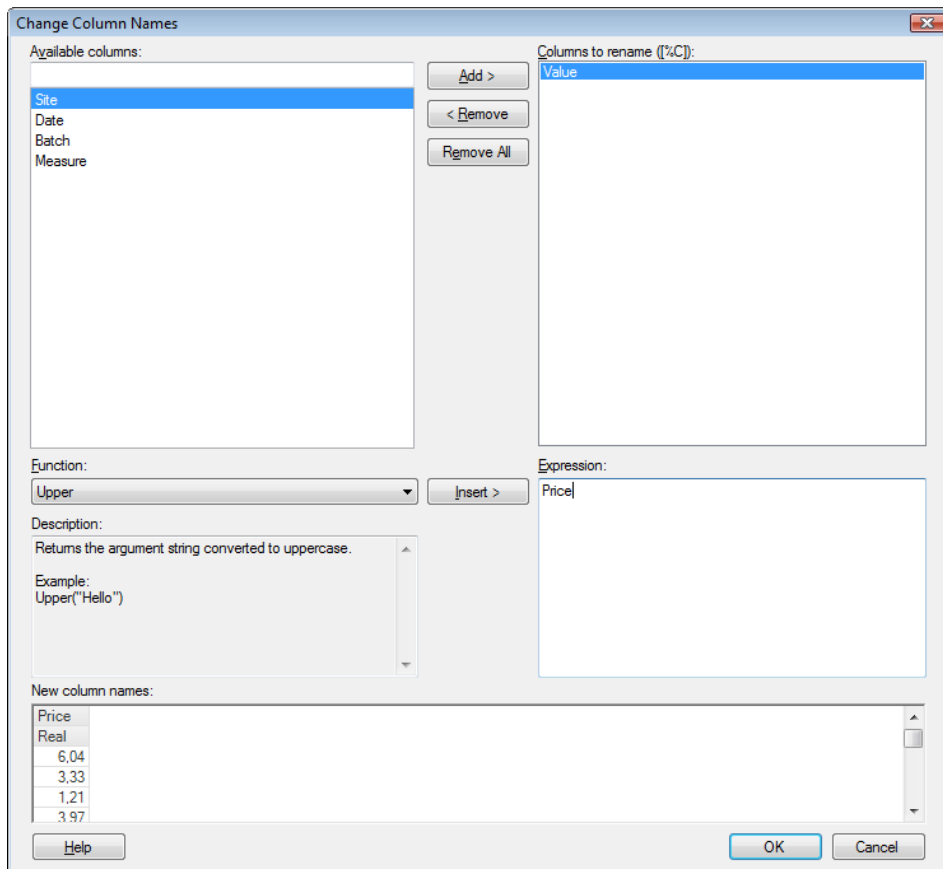 Change Column Names
Available columns:
Site
Date
Batch
Measure
Add >
< Remove
Remove All
Columns to rename ([%C]):
Value
Function:
Upper
Insert >
Description:
Returns the argument string converted to uppercase.
Example:
Upper("Hello")
Expression:
Price
New column names:
Price
Real
6,04
3,33
1,21
3,97
Help
OK
Cancel